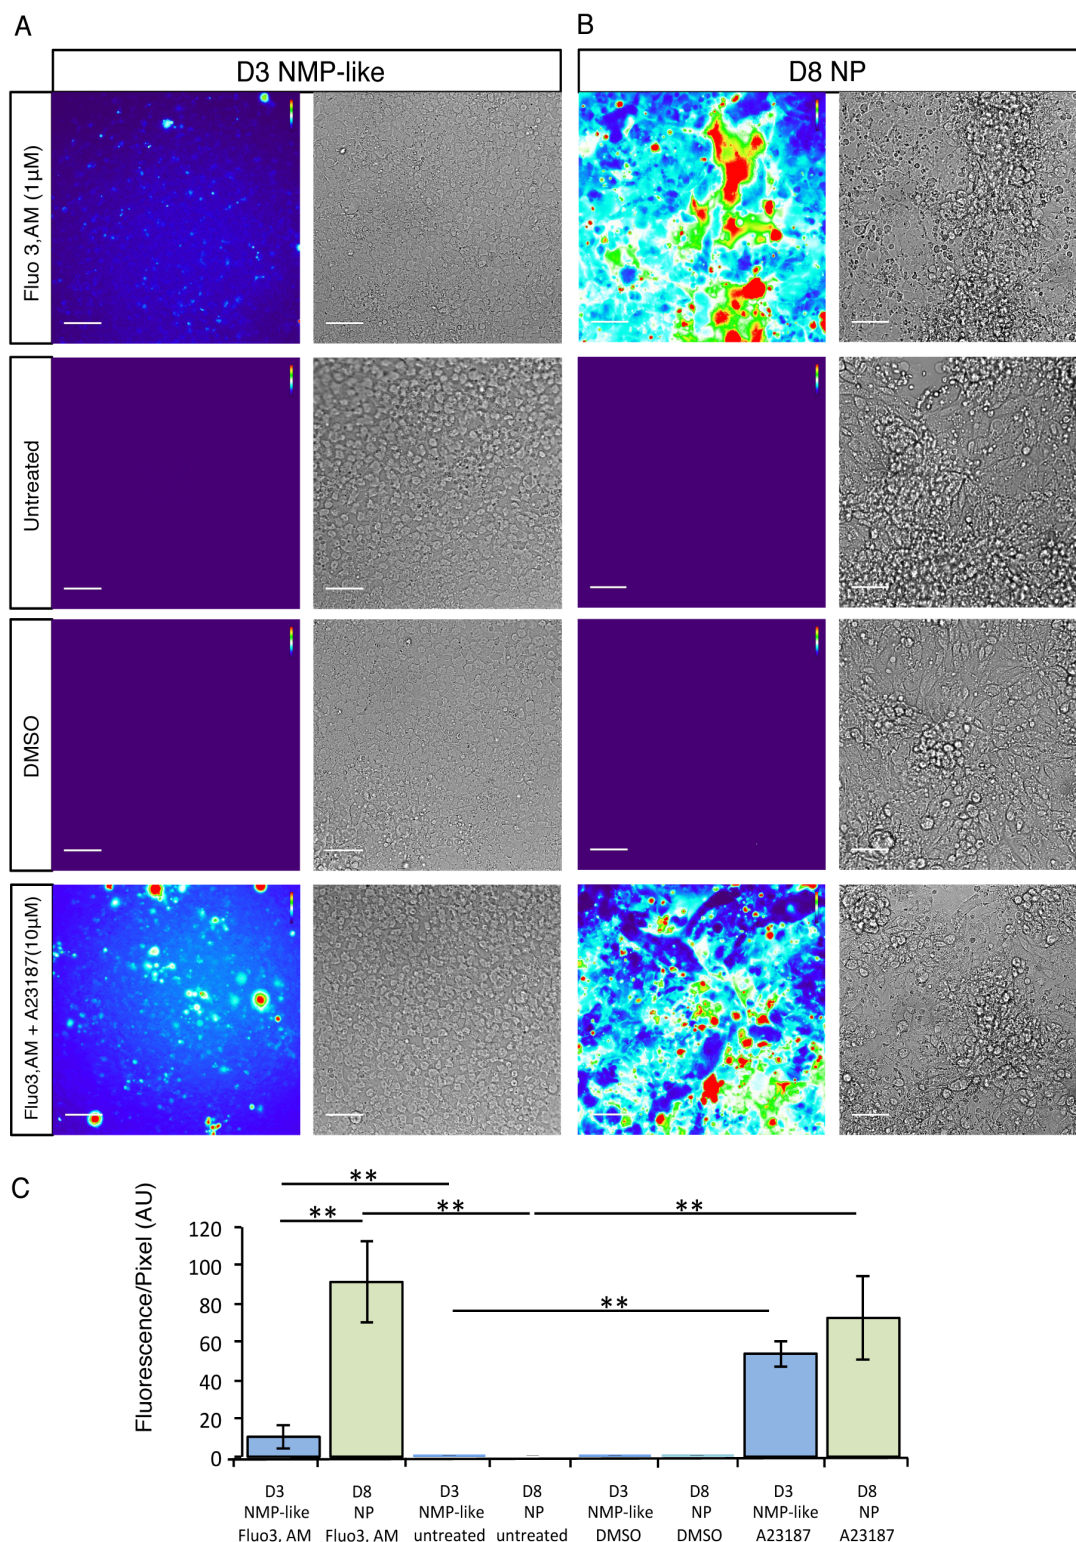 A
B
D3 NMP-like
D8 NP
Fluo 3,AM (1µM)
Untreated
DMSO
Fluo3,AM + A23187(10µM)
C
Fluorescence/Pixel (AU)
** 
** ** **
**
120
100
80
60
40
20
0
D3 D8 D3 D8 D3 D8 D3 D8
NMP-like NP NMP-like NP NMP-like NP NMP-like NP
Fluo3, AM Fluo3, AM untreated untreated DMSO DMSO A23187 A23187